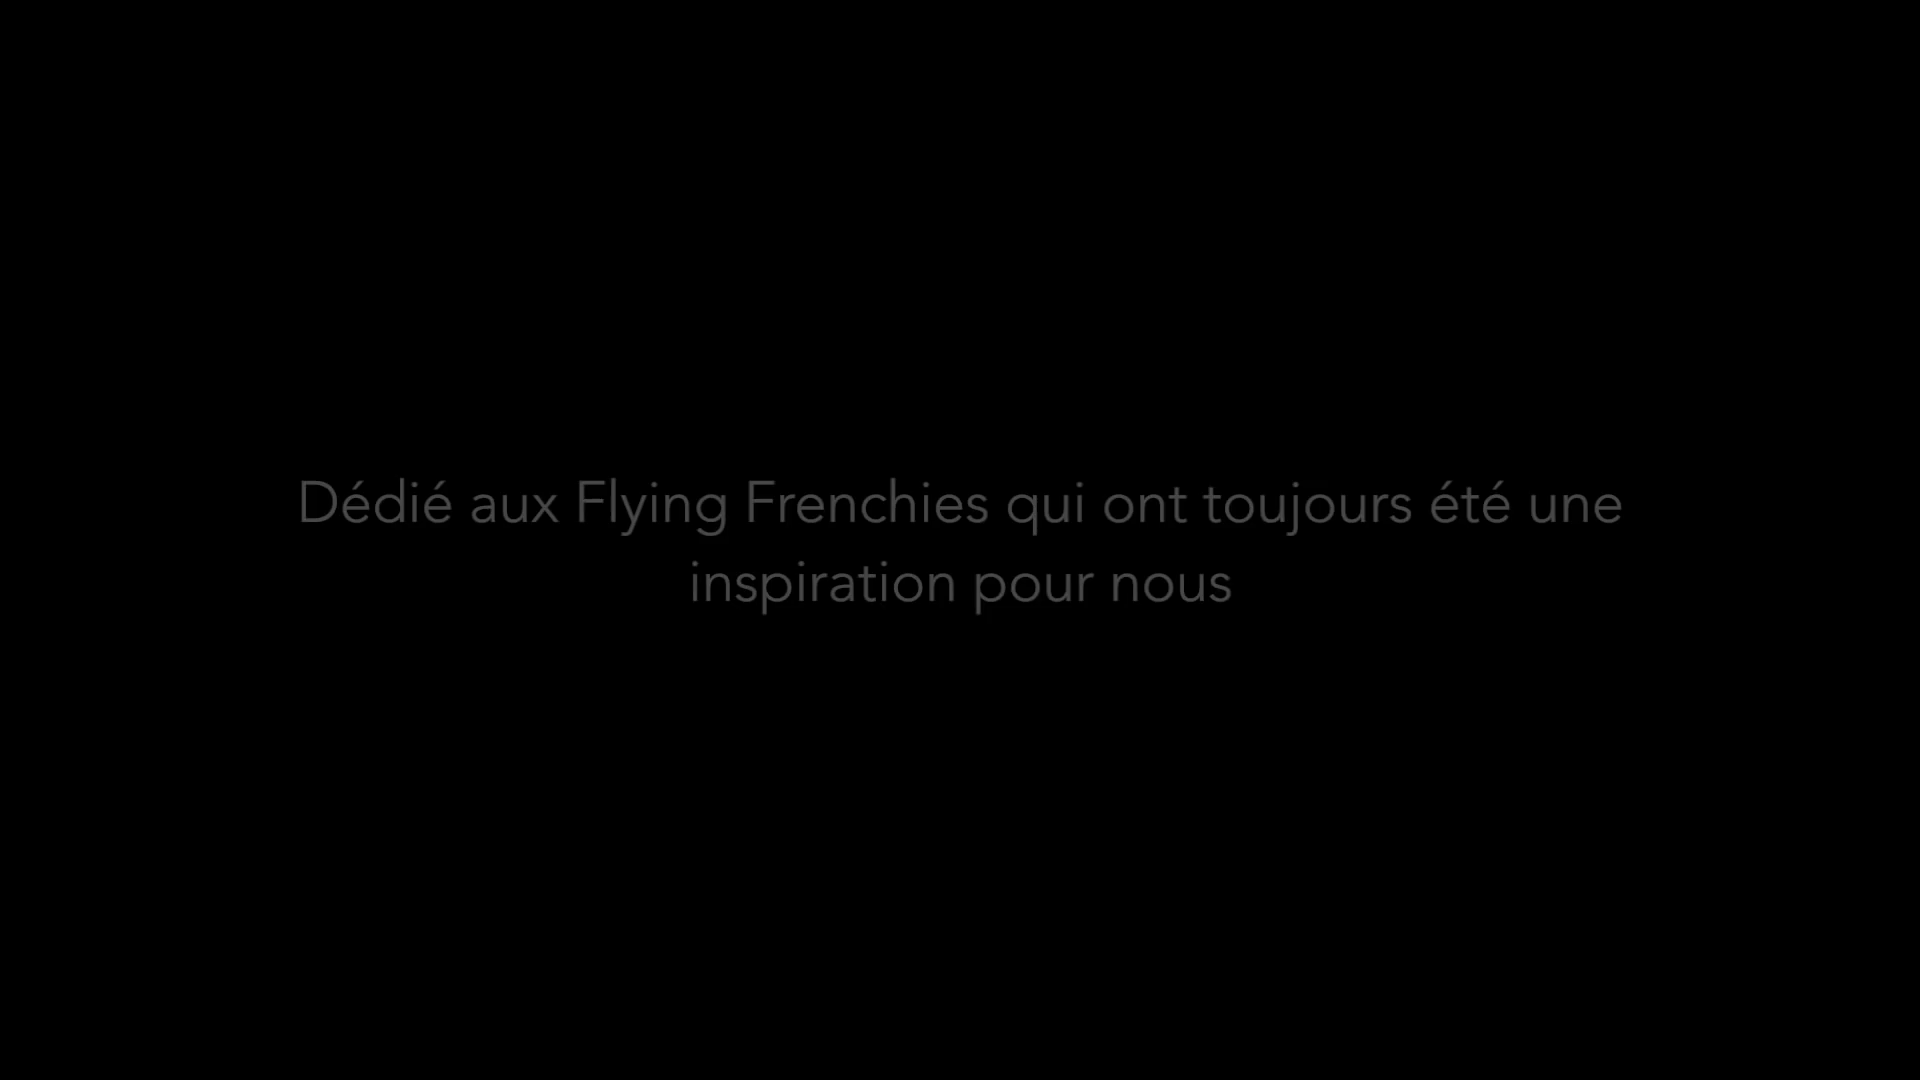 Dédié aux Flying Frenchies qui ont toujours été une
inspiration pour nous